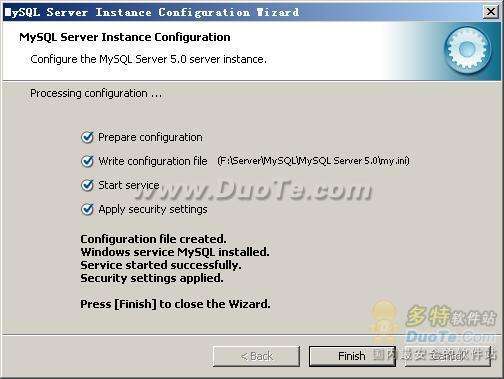 MySQL Server Instance Configuration Wizard
MySQL Server Instance Configuration
Configure the MySQL Server 5.0 server instance.
Processing configuration ...
Prepare configuration
Write configuration file (F:\Server\MySQL\MySQL Server 5.0\my.ini)
Start service
www.DuoTe.com
Apply security settings
Configuration file created.
Windows service MySQL installed.
Service started successfully.
Security settings applied.
Press [Finish] to close the Wizard.
多特软件站
DuoTe.com
国内最安全的软件站
< Back
Finish